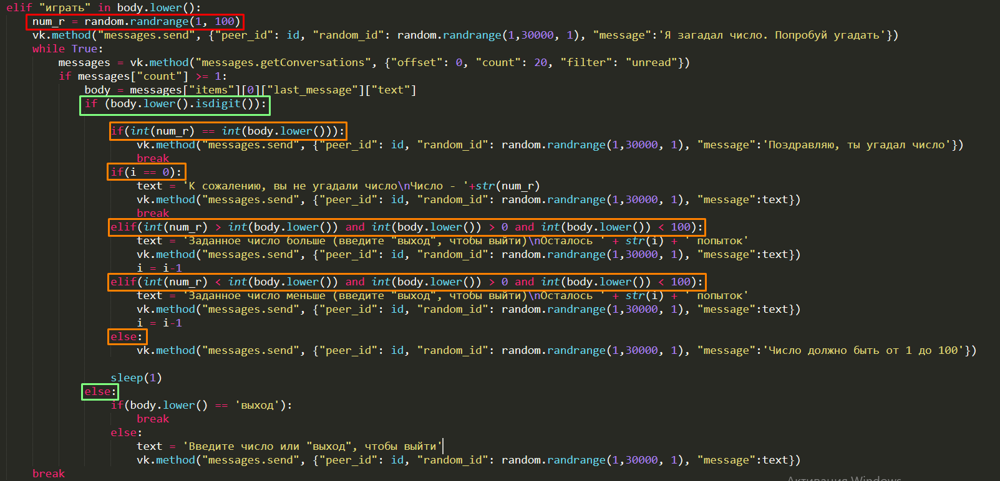 elif "играть" in body.lower():
num_r = random.randrange(1, 100)
vk.method("messages.send", {"peer_id": id, "random_id": random.randrange(1,30000, 1), "message":'Я загадал число. Попробуй угадать'})
while True:
messages = vk.method("messages.getConversations", {"offset": 0, "count": 20, "filter": "unread"})
if messages["count"] >= 1:
body = messages["items"][0]["last_message"]["text"]
if (body.lower().isdigit()):
if(int(num_r) == int(body.lower())):
vk.method("messages.send", {"peer_id": id, "random_id": random.randrange(1,30000, 1), "message":'Поздравляю, ты угадал число'})
break
if(i == 0):
text = 'К сожалению, вы не угадали число\nЧисло - '+str(num_r)
vk.method("messages.send", {"peer_id": id, "random_id": random.randrange(1,30000, 1), "message":text})
break
elif(int(num_r) > int(body.lower()) and int(body.lower()) > 0 and int(body.lower()) < 100):
text = 'Заданное число больше (введите "выход", чтобы выйти)\nОсталось ' + str(i) + ' попыток'
vk.method("messages.send", {"peer_id": id, "random_id": random.randrange(1,30000, 1), "message":text})
i = i-1
elif(int(num_r) < int(body.lower()) and int(body.lower()) > 0 and int(body.lower()) < 100):
text = 'Заданное число меньше (введите "выход", чтобы выйти)\nОсталось ' + str(i) + ' попыток'
vk.method("messages.send", {"peer_id": id, "random_id": random.randrange(1,30000, 1), "message":text})
i = i-1
else:
vk.method("messages.send", {"peer_id": id, "random_id": random.randrange(1,30000, 1), "message":'Число должно быть от 1 до 100'})
sleep(1)
else:
if(body.lower() == 'выход'):
break
else:
text = 'Введите число или "выход", чтобы выйти'
vk.method("messages.send", {"peer_id": id, "random_id": random.randrange(1,30000, 1), "message":text})
break
Активация Windows